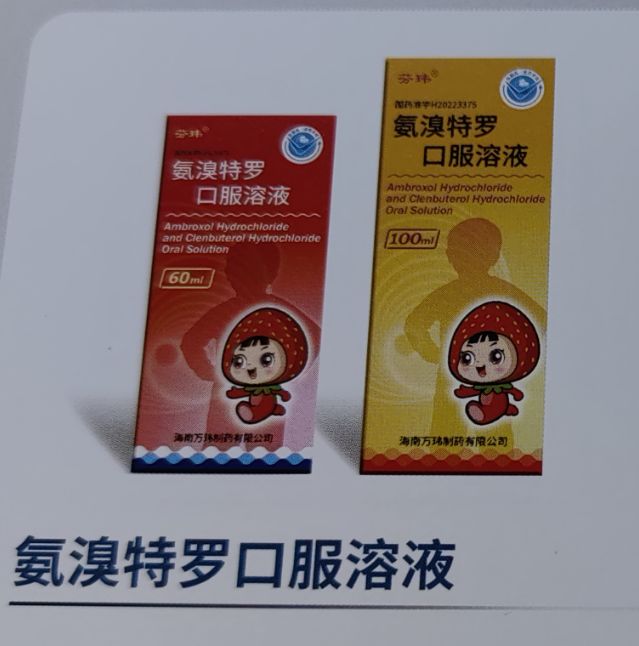 芬玮®
氨溴特罗
口服溶液
Ambroxol Hydrochloride
and Clenbuterol Hydrochloride
Oral Solution
60ml
海南万玮制药有限公司
芬玮®
国药准字H20223375
氨溴特罗
口服溶液
Ambroxol Hydrochloride
and Clenbuterol Hydrochloride
Oral Solution
100ml
海南万玮制药有限公司
氨溴特罗口服溶液